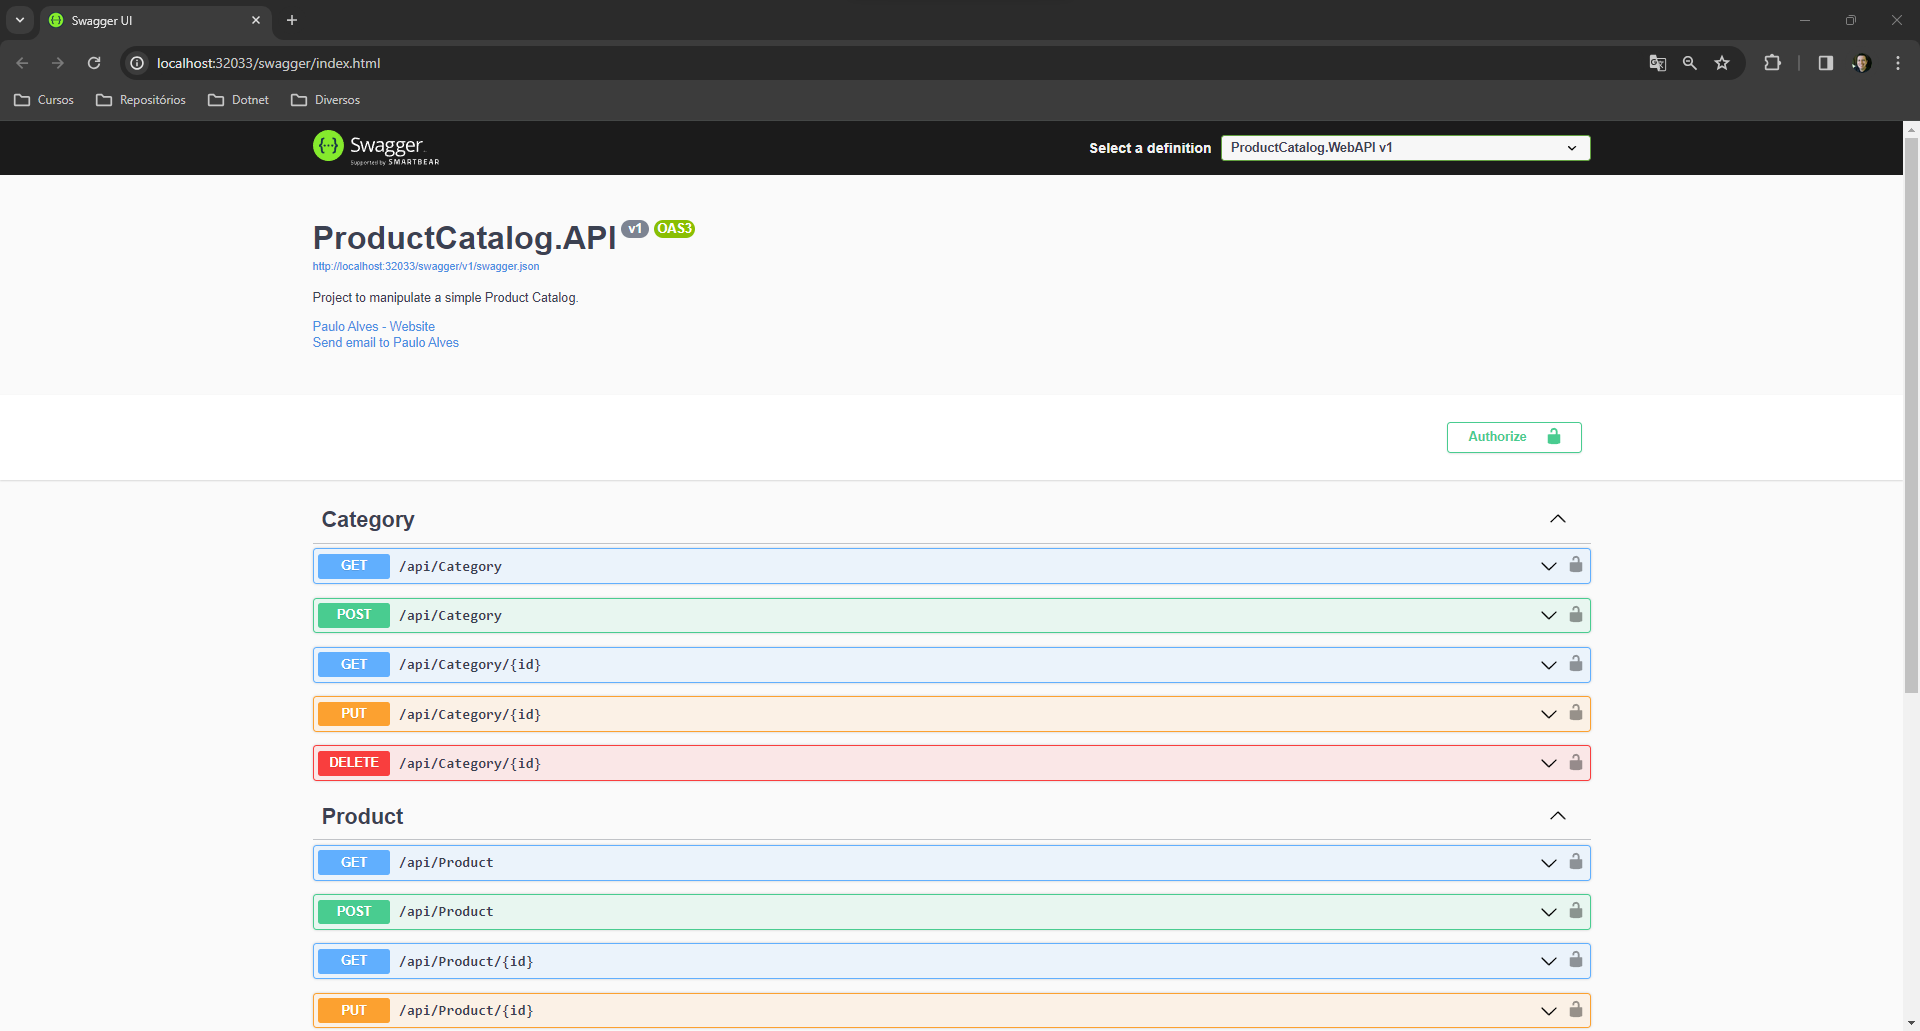 Swagger UI
localhost:32033/swagger/index.html
Cursos
Repositórios
Dotnet
Diversos
Swagger
Supported by SMARTBEAR
Select a definition
ProductCatalog.WebAPI v1
ProductCatalog.API v1 OAS3
http://localhost:32033/swagger/v1/swagger.json
Project to manipulate a simple Product Catalog.
Paulo Alves - Website
Send email to Paulo Alves
Authorize
Category
GET /api/Category
POST /api/Category
GET /api/Category/{id}
PUT /api/Category/{id}
DELETE /api/Category/{id}
Product
GET /api/Product
POST /api/Product
GET /api/Product/{id}
PUT /api/Product/{id}